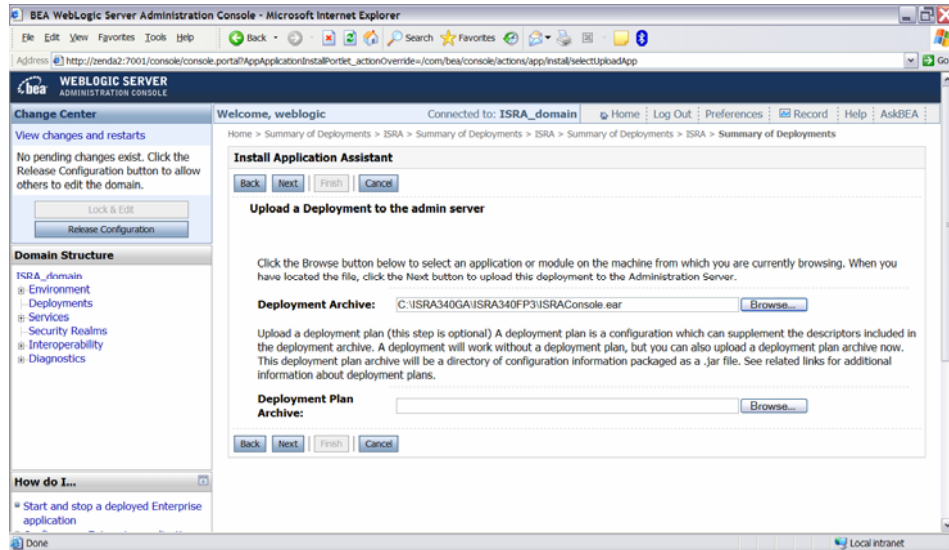 BEA WebLogic Server Administration Console - Microsoft Internet Explorer
File Edit View Favorites Tools Help
Back Search Favorites
Address http://zenda2:7001/console/console.portal?AppApplicationInstallPortlet_actionOverride=/com/bea/console/actions/app/install/selectUploadApp Go
bea WEBLOGIC SERVER
ADMINISTRATION CONSOLE
Change Center
View changes and restarts
No pending changes exist. Click the
Release Configuration button to allow
others to edit the domain.
Lock & Edit
Release Configuration
Domain Structure
ISRA_domain
Environment
Deployments
Services
Security Realms
Interoperability
Diagnostics
How do I...
Start and stop a deployed Enterprise
application
Welcome, weblogic Connected to: ISRA_domain Home Log Out Preferences Record Help AskBEA
Home > Summary of Deployments > ISRA > Summary of Deployments > ISRA > Summary of Deployments > ISRA > Summary of Deployments
Install Application Assistant
Back Next Finish Cancel
Upload a Deployment to the admin server
Click the Browse button below to select an application or module on the machine from which you are currently browsing. When you
have located the file, click the Next button to upload this deployment to the Administration Server.
Deployment Archive: C:\ISRA340GA\ISRA340FP3\ISRAConsole.ear Browse...
Upload a deployment plan (this step is optional) A deployment plan is a configuration which can supplement the descriptors included in
the deployment archive. A deployment will work without a deployment plan, but you can also upload a deployment plan archive now.
This deployment plan archive will be a directory of configuration information packaged as a .jar file. See related links for additional
information about deployment plans.
Deployment Plan
Archive: Browse...
Back Next Finish Cancel
Done Local intranet